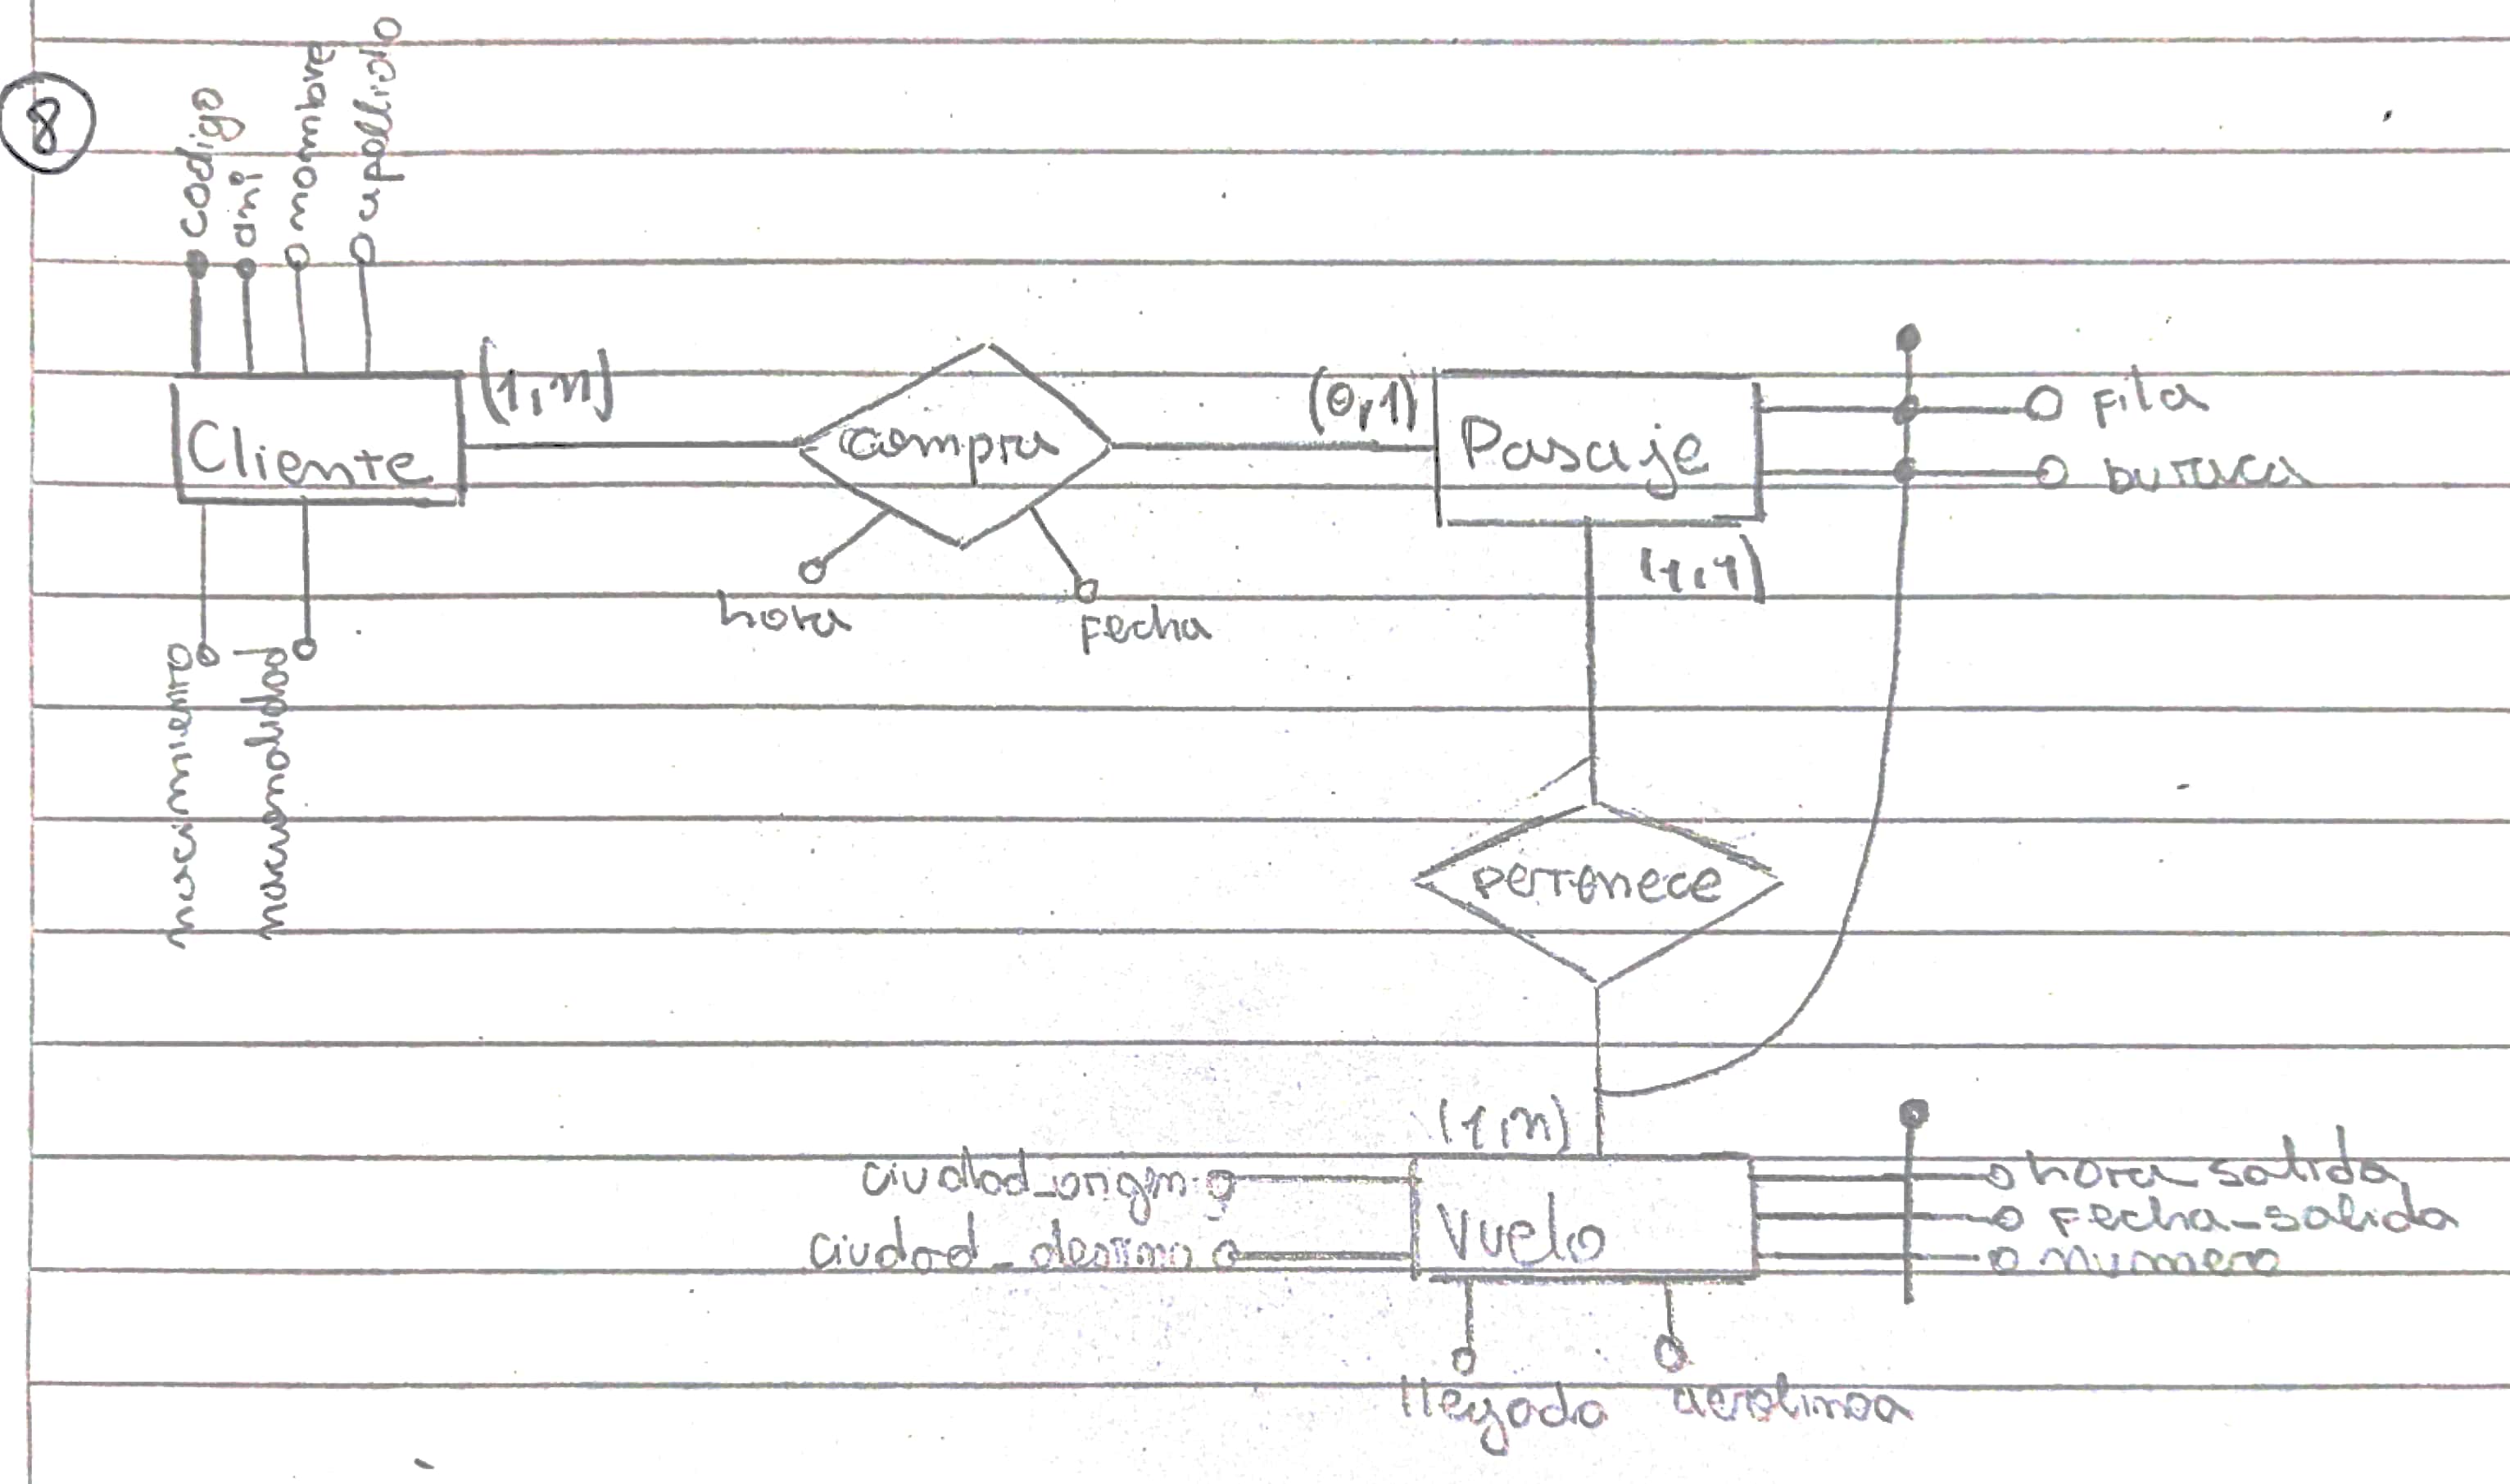 8
codigo
dni
nombre
apellido
Cliente
(1,n)
compra
(0,1)
Pasaje
fila
butaca
(1,1)
hora
fecha
nacimiento
nacionalidad
pertenece
(1,n)
ciudad_origen
ciudad_destino
Vuelo
hora_salida
fecha_salida
numero
llegada
aerolinea